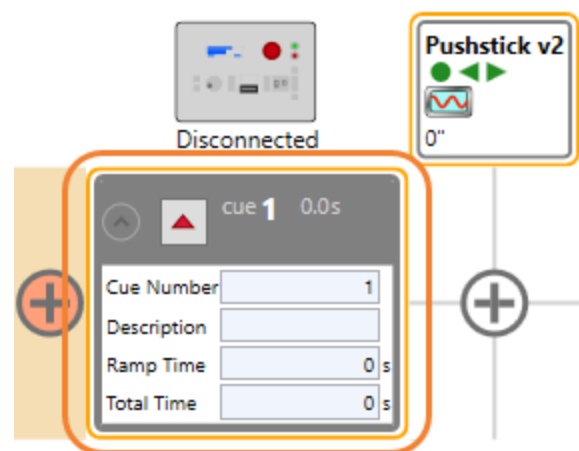 Pushstick v2
0"
Disconnected
cue 1 0.0s
Cue Number 1
Description
Ramp Time 0 s
Total Time 0 s